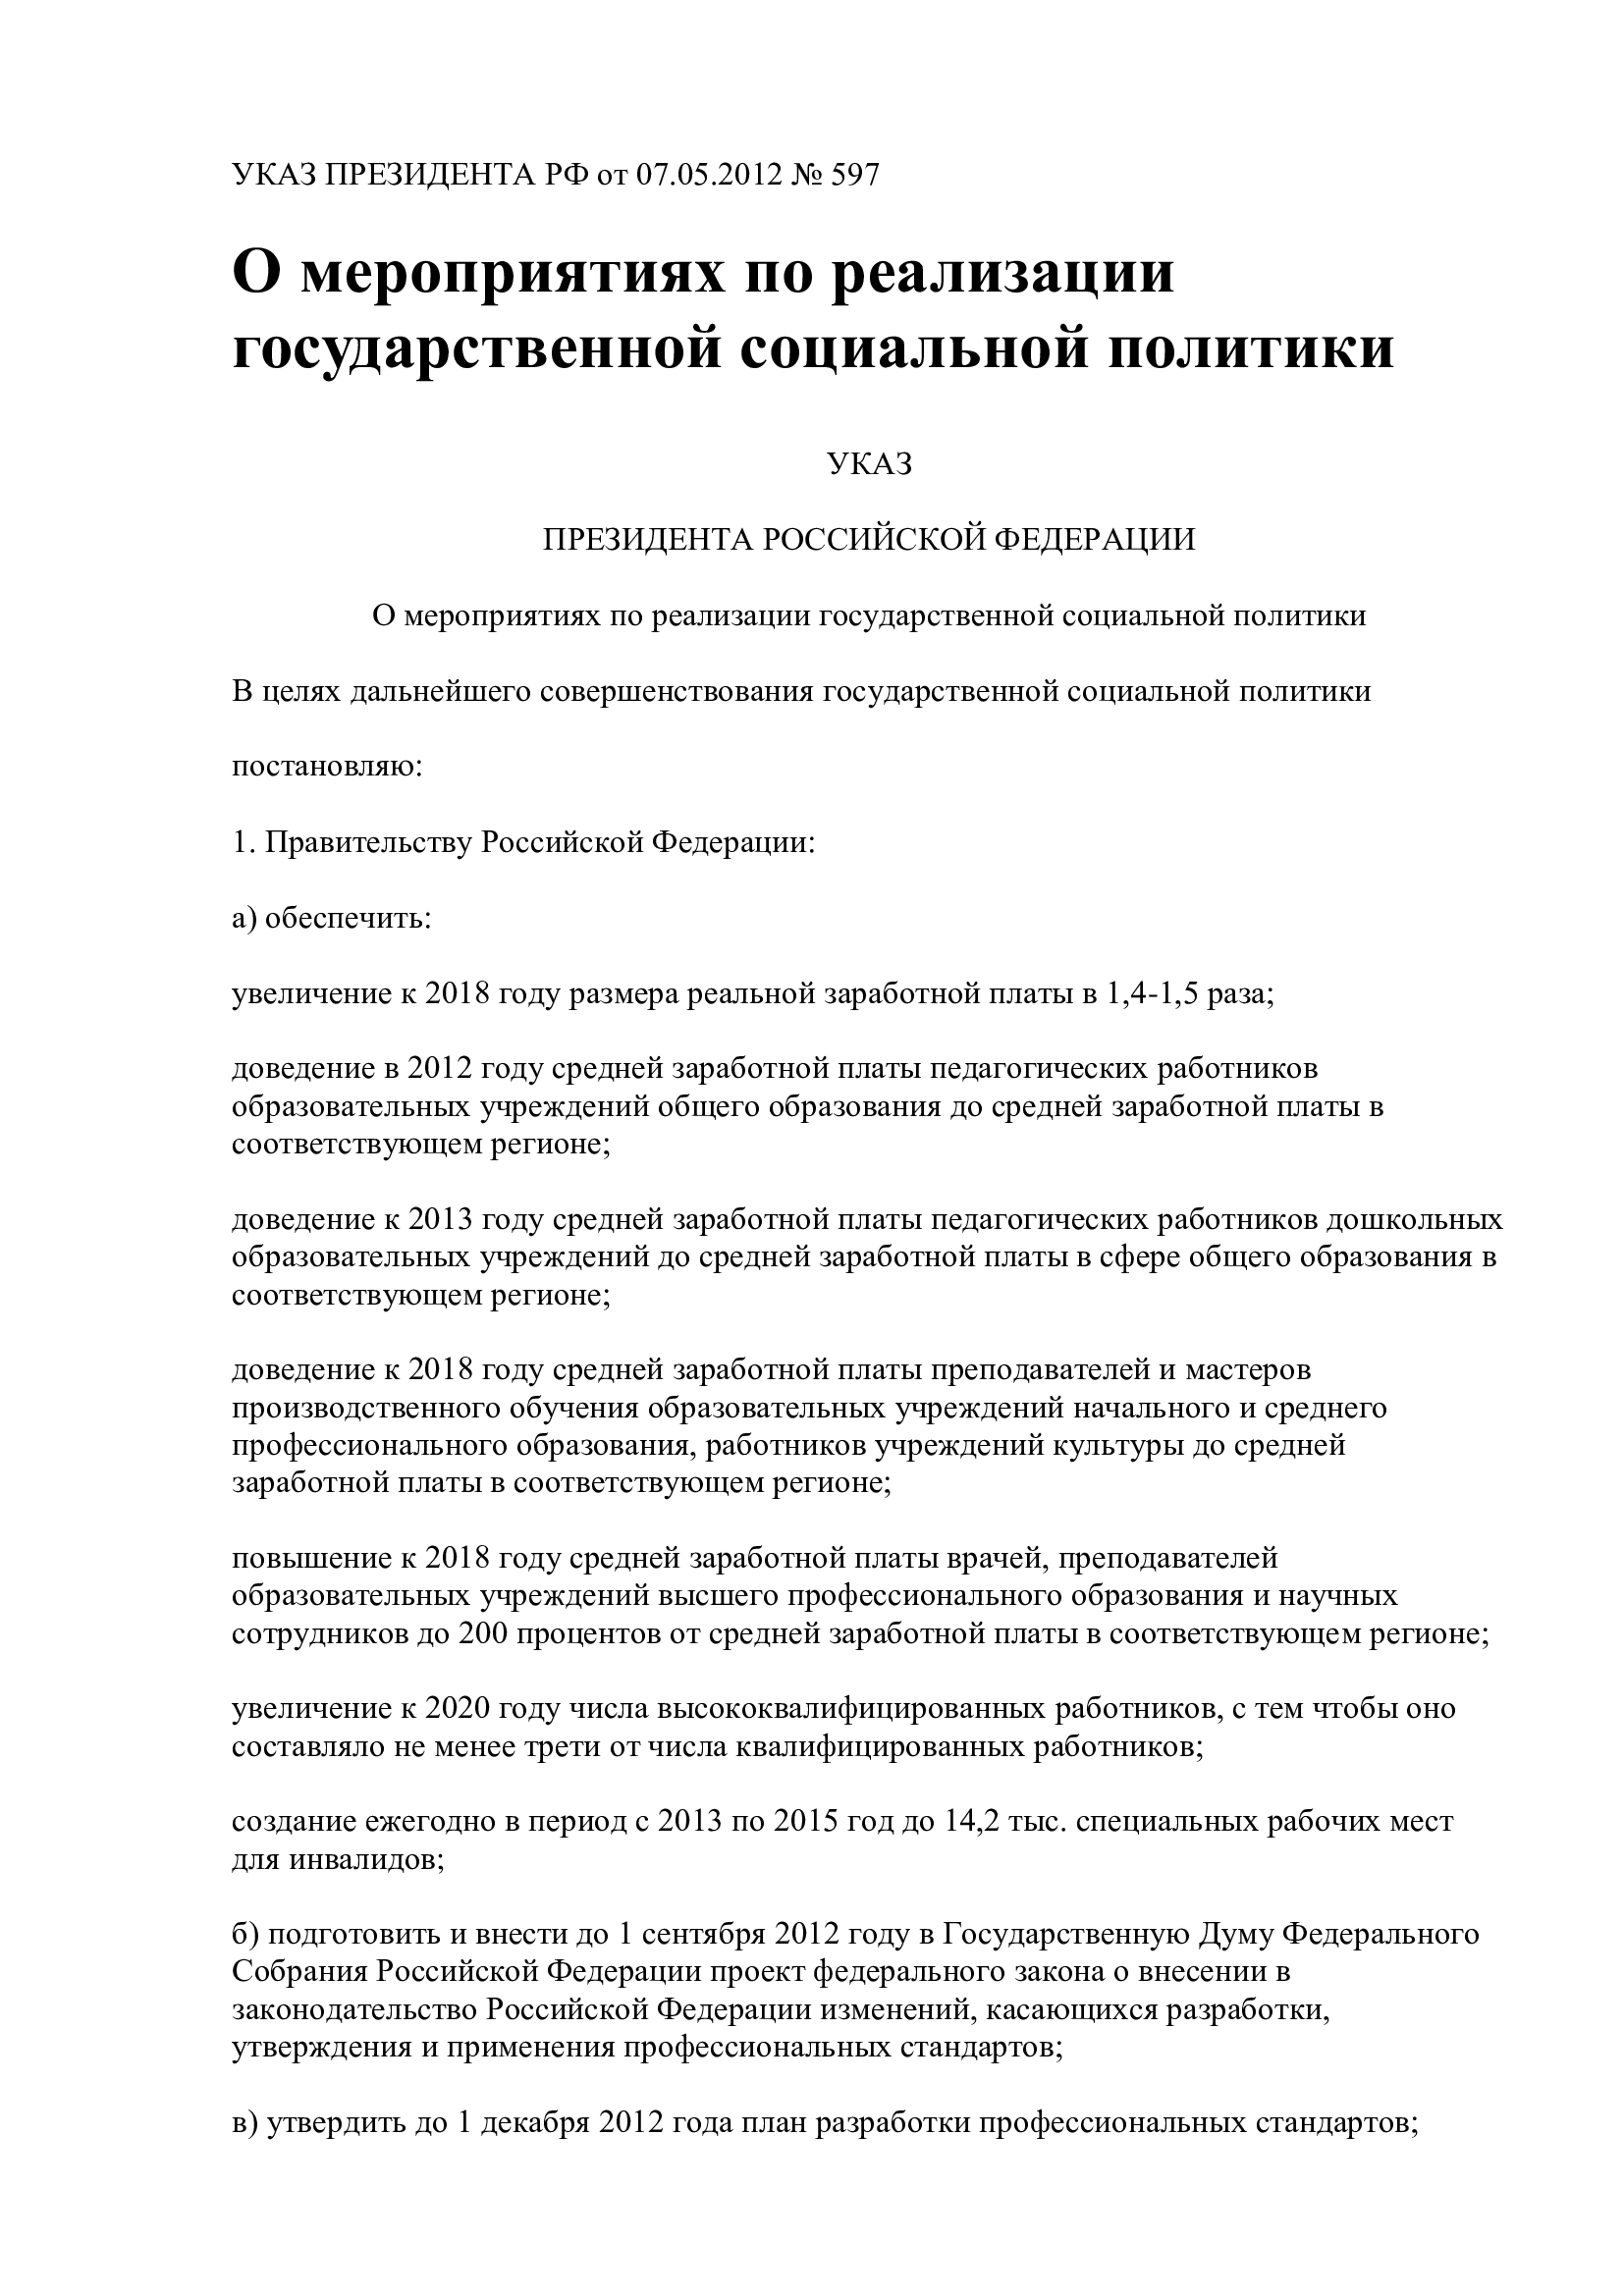 УКАЗ ПРЕЗИДЕНТА РФ от 07.05.2012 № 597
О мероприятиях по реализации
государственной социальной политики
УКАЗ
ПРЕЗИДЕНТА РОССИЙСКОЙ ФЕДЕРАЦИИ
О мероприятиях по реализации государственной социальной политики
В целях дальнейшего совершенствования государственной социальной политики
постановляю:
1. Правительству Российской Федерации:
а) обеспечить:
увеличение к 2018 году размера реальной заработной платы в 1,4-1,5 раза;
доведение в 2012 году средней заработной платы педагогических работников
образовательных учреждений общего образования до средней заработной платы в
соответствующем регионе;
доведение к 2013 году средней заработной платы педагогических работников дошкольных
образовательных учреждений до средней заработной платы в сфере общего образования в
соответствующем регионе;
доведение к 2018 году средней заработной платы преподавателей и мастеров
производственного обучения образовательных учреждений начального и среднего
профессионального образования, работников учреждений культуры до средней
заработной платы в соответствующем регионе;
повышение к 2018 году средней заработной платы врачей, преподавателей
образовательных учреждений высшего профессионального образования и научных
сотрудников до 200 процентов от средней заработной платы в соответствующем регионе;
увеличение к 2020 году числа высококвалифицированных работников, с тем чтобы оно
составляло не менее трети от числа квалифицированных работников;
создание ежегодно в период с 2013 по 2015 год до 14,2 тыс. специальных рабочих мест
для инвалидов;
б) подготовить и внести до 1 сентября 2012 году в Государственную Думу Федерального
Собрания Российской Федерации проект федерального закона о внесении в
законодательство Российской Федерации изменений, касающихся разработки,
утверждения и применения профессиональных стандартов;
в) утвердить до 1 декабря 2012 года план разработки профессиональных стандартов;